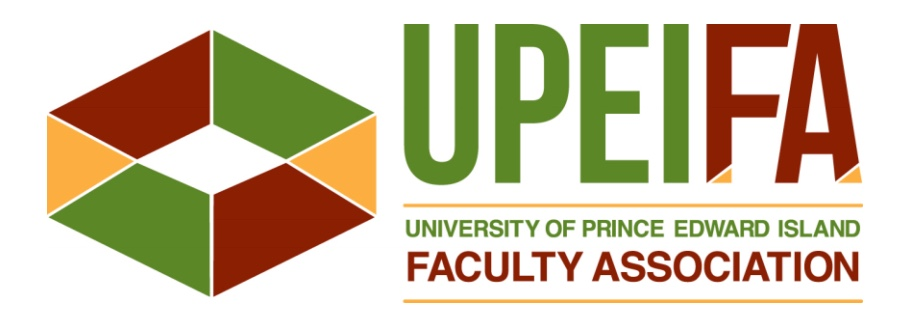 UPEIFA
UNIVERSITY OF PRINCE EDWARD ISLAND
FACULTY ASSOCIATION